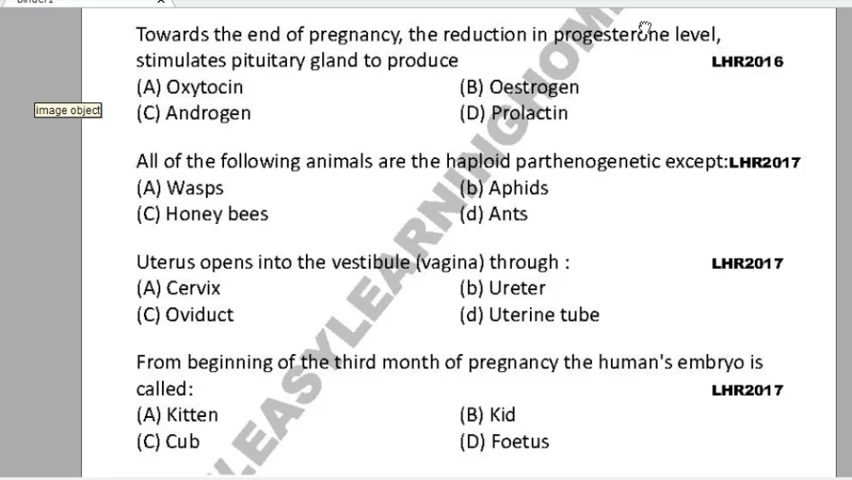 Binder1 X
Towards the end of pregnancy, the reduction in progesterone level,
stimulates pituitary gland to produce LHR2016
(A) Oxytocin (B) Oestrogen
(C) Androgen (D) Prolactin
image object
All of the following animals are the haploid parthenogenetic except:LHR2017
(A) Wasps (b) Aphids
(C) Honey bees (d) Ants
Uterus opens into the vestibule (vagina) through : LHR2017
(A) Cervix (b) Ureter
(C) Oviduct (d) Uterine tube
From beginning of the third month of pregnancy the human's embryo is
called: LHR2017
(A) Kitten (B) Kid
(C) Cub (D) Foetus
EASYLEARNINGHOME